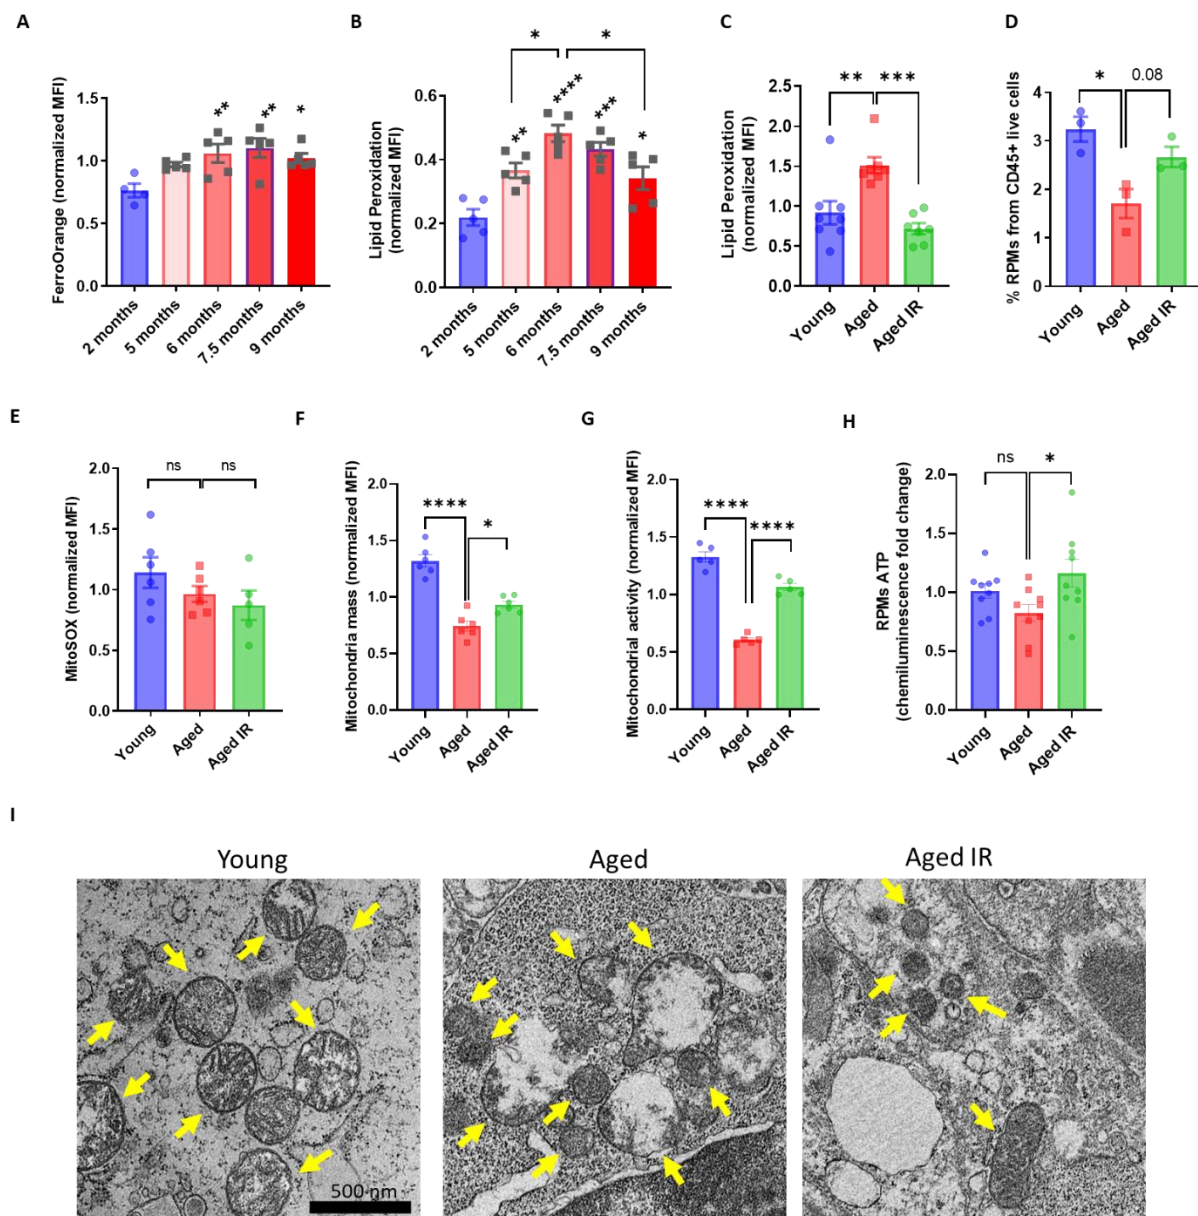 A
FerroOrange (normalized MFI)
1.5
1.0
0.5
0.0
** ** *
2 months
5 months
6 months
7.5 months
9 months
B
Lipid Peroxidation
(normalized MFI)
0.6
0.4
0.2
0.0
* *
** **** *** *
2 months
5 months
6 months
7.5 months
9 months
C
Lipid Peroxidation
(normalized MFI)
2.5
2.0
1.5
1.0
0.5
0.0
** ***
Young
Aged
Aged IR
D
% RPMs from CD45+ live cells
4
3
2
1
0
* 0.08
Young
Aged
Aged IR
E
MitoSOX (normalized MFI)
2.0
1.5
1.0
0.5
0.0
ns ns
Young
Aged
Aged IR
F
Mitochondria mass (normalized MFI)
2.0
1.5
1.0
0.5
0.0
**** *
Young
Aged
Aged IR
G
Mitochondrial activity (normalized MFI)
2.0
1.5
1.0
0.5
0.0
**** ****
Young
Aged
Aged IR
H
RPMs ATP
(chemiluminescence fold change)
2.0
1.5
1.0
0.5
0.0
ns *
Young
Aged
Aged IR
I
Young
Aged
Aged IR
500 nm